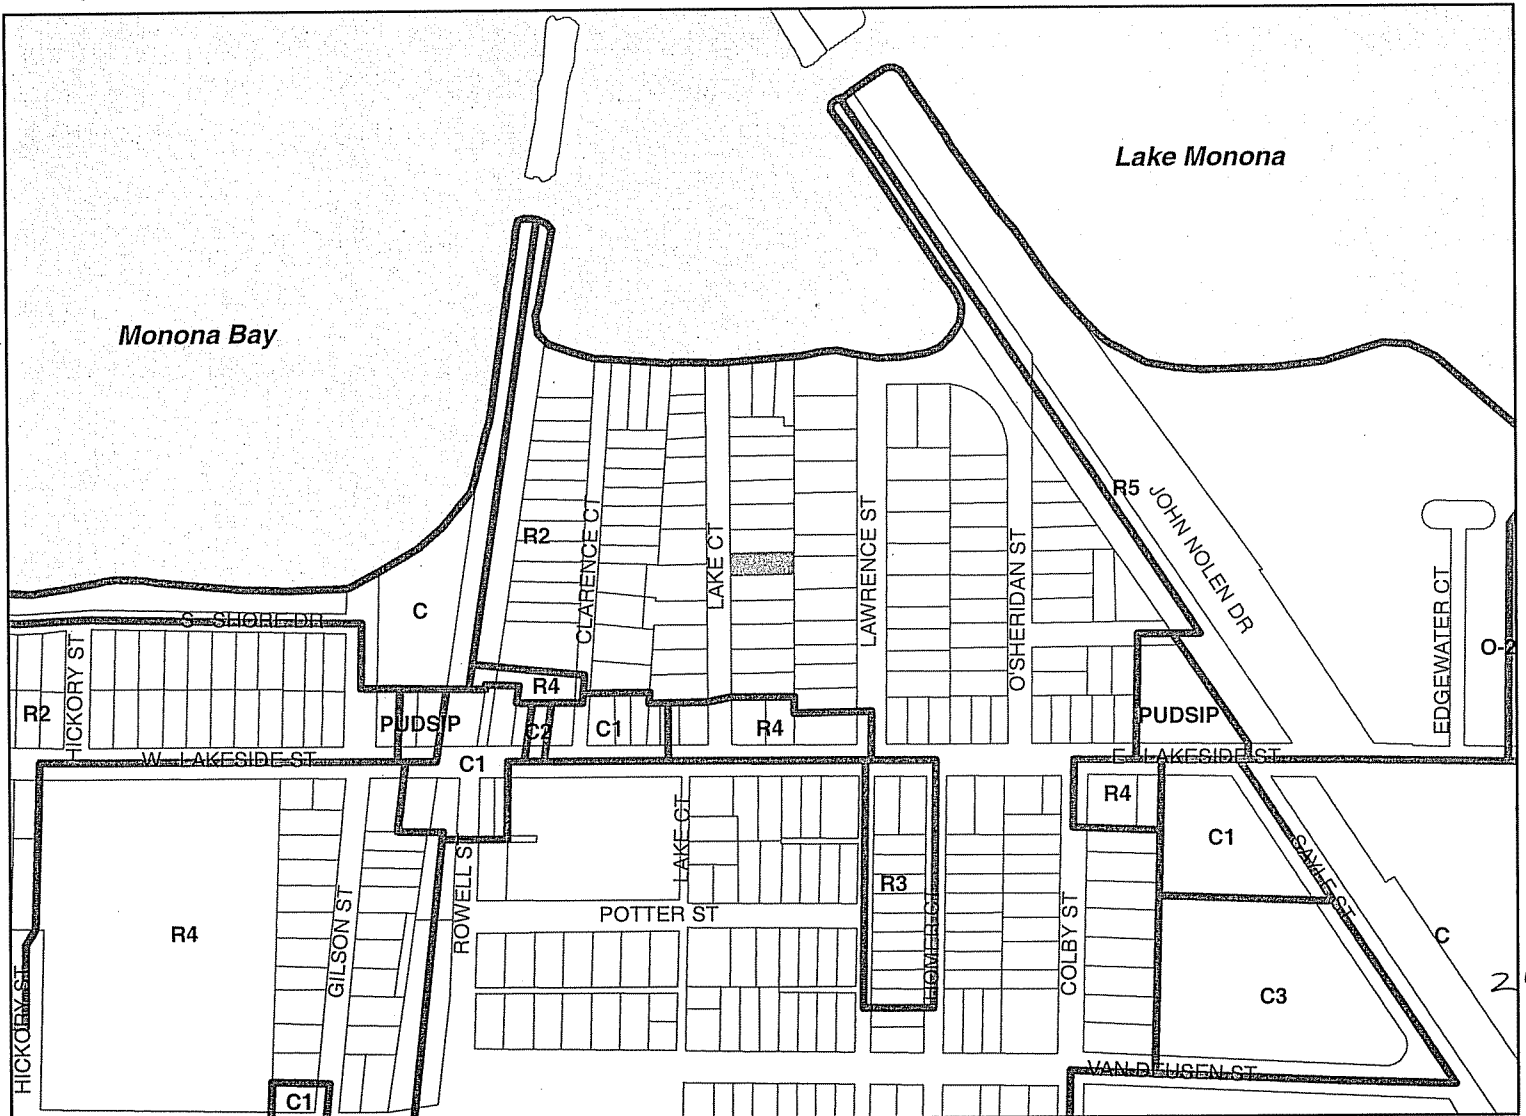 Lake Monona
Monona Bay
R5
JOHN NOLEN DR
R2
CLARENCE CT
LAKE CT
LAWRENCE ST
O'SHERIDAN ST
EDGEWATER CT
C
S SHORE DR
HICKORY ST
O-2
R4
R2
PUDSIP
C2
C1
R4
PUDSIP
W LAKESIDE ST
C1
E LAKESIDE ST
R4
C1
LAKE CT
SAYLE ST
R3
ROWELL S
POTTER ST
HOMER CT
COLBY ST
R4
GILSON ST
C
HICKORY ST
C3
VAN DEUSEN ST
C1